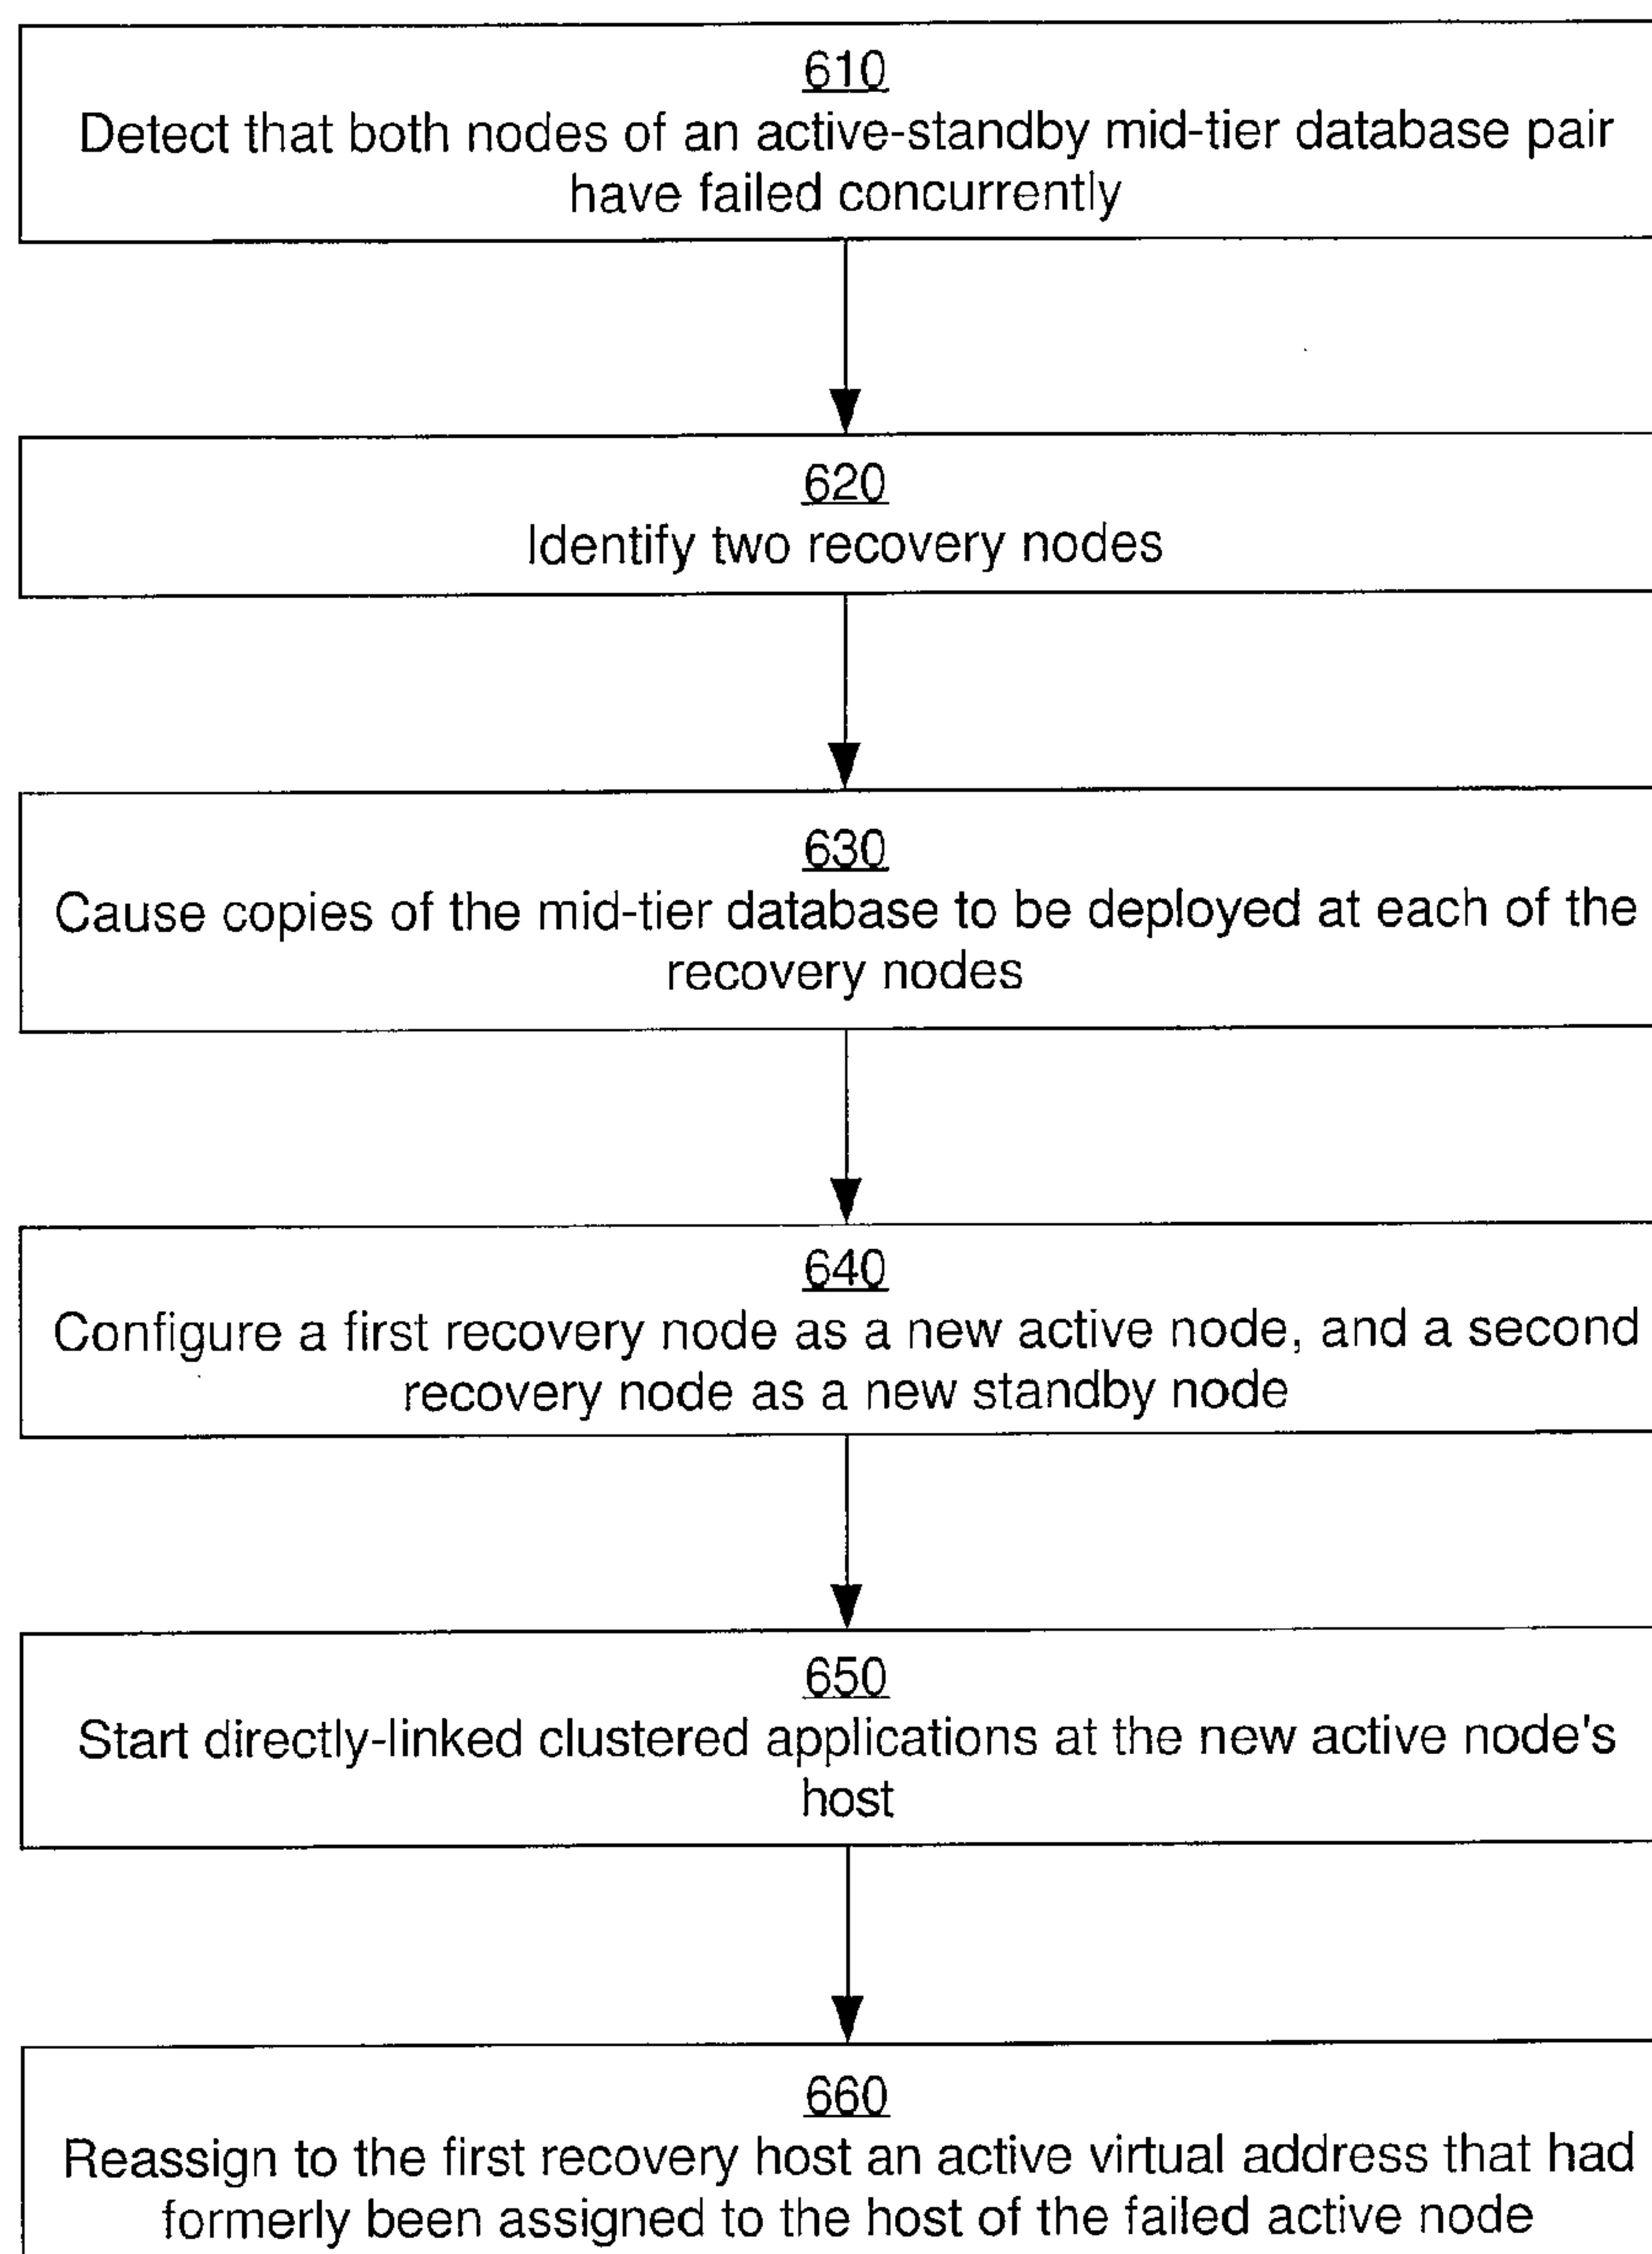 610
Detect that both nodes of an active-standby mid-tier database pair
have failed concurrently
620
Identify two recovery nodes
630
Cause copies of the mid-tier database to be deployed at each of the
recovery nodes
640
Configure a first recovery node as a new active node, and a second
recovery node as a new standby node
650
Start directly-linked clustered applications at the new active node's
host
660
Reassign to the first recovery host an active virtual address that had
formerly been assigned to the host of the failed active node